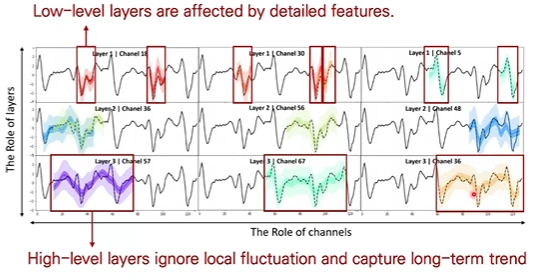 Low-level layers are affected by detailed features.
Layer 1 | Chanel 18
Layer 1 | Chanel 30
Layer 1 | Chanel 5
Layer 2 | Chanel 36
Layer 2 | Chanel 56
Layer 2 | Chanel 48
Layer 3 | Chanel 57
Layer 3 | Chanel 67
Layer 3 | Chanel 36
The Role of layers
The Role of channels
High-level layers ignore local fluctuation and capture long-term trend